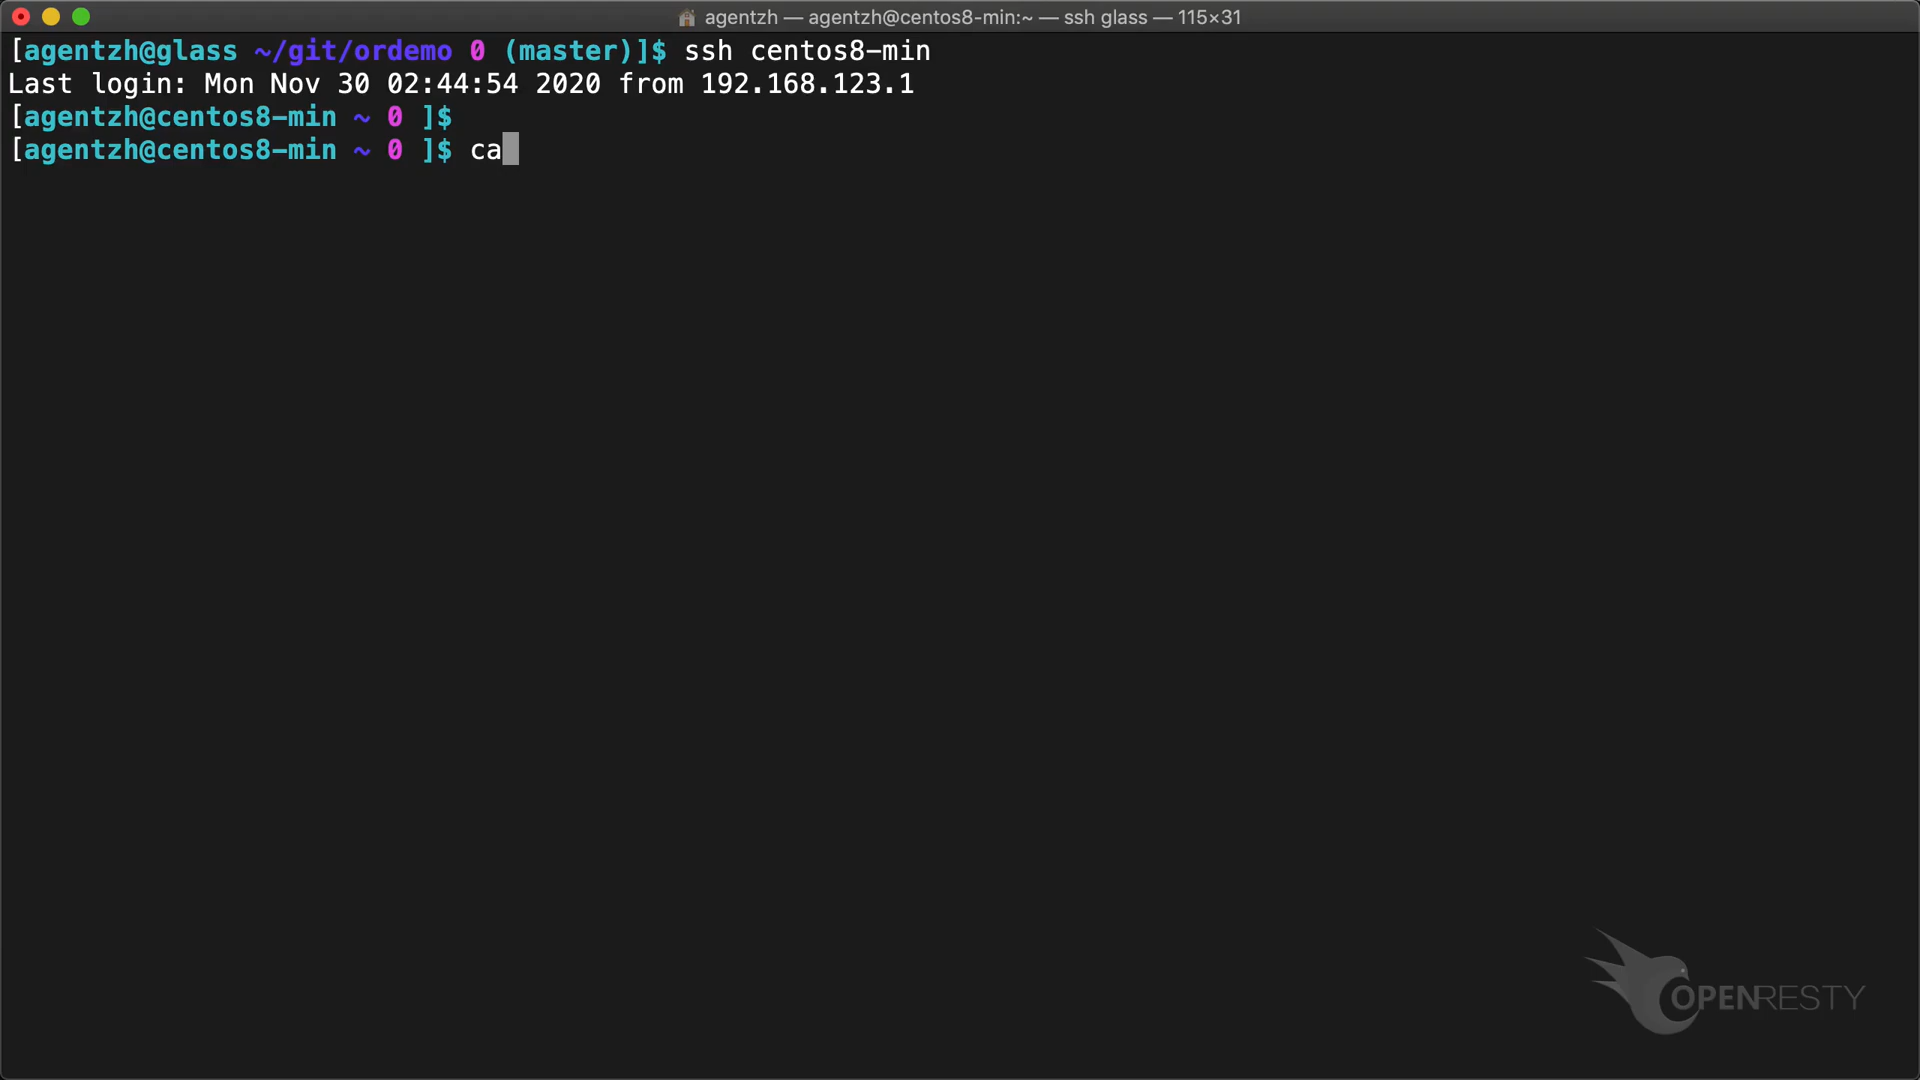 agentzh — agentzh@centos8-min:~ — ssh glass — 115×31
[agentzh@glass ~/git/ordemo 0 (master)]$ ssh centos8-min
Last login: Mon Nov 30 02:44:54 2020 from 192.168.123.1
[agentzh@centos8-min ~ 0 ]$
[agentzh@centos8-min ~ 0 ]$ ca
OPENRESTY